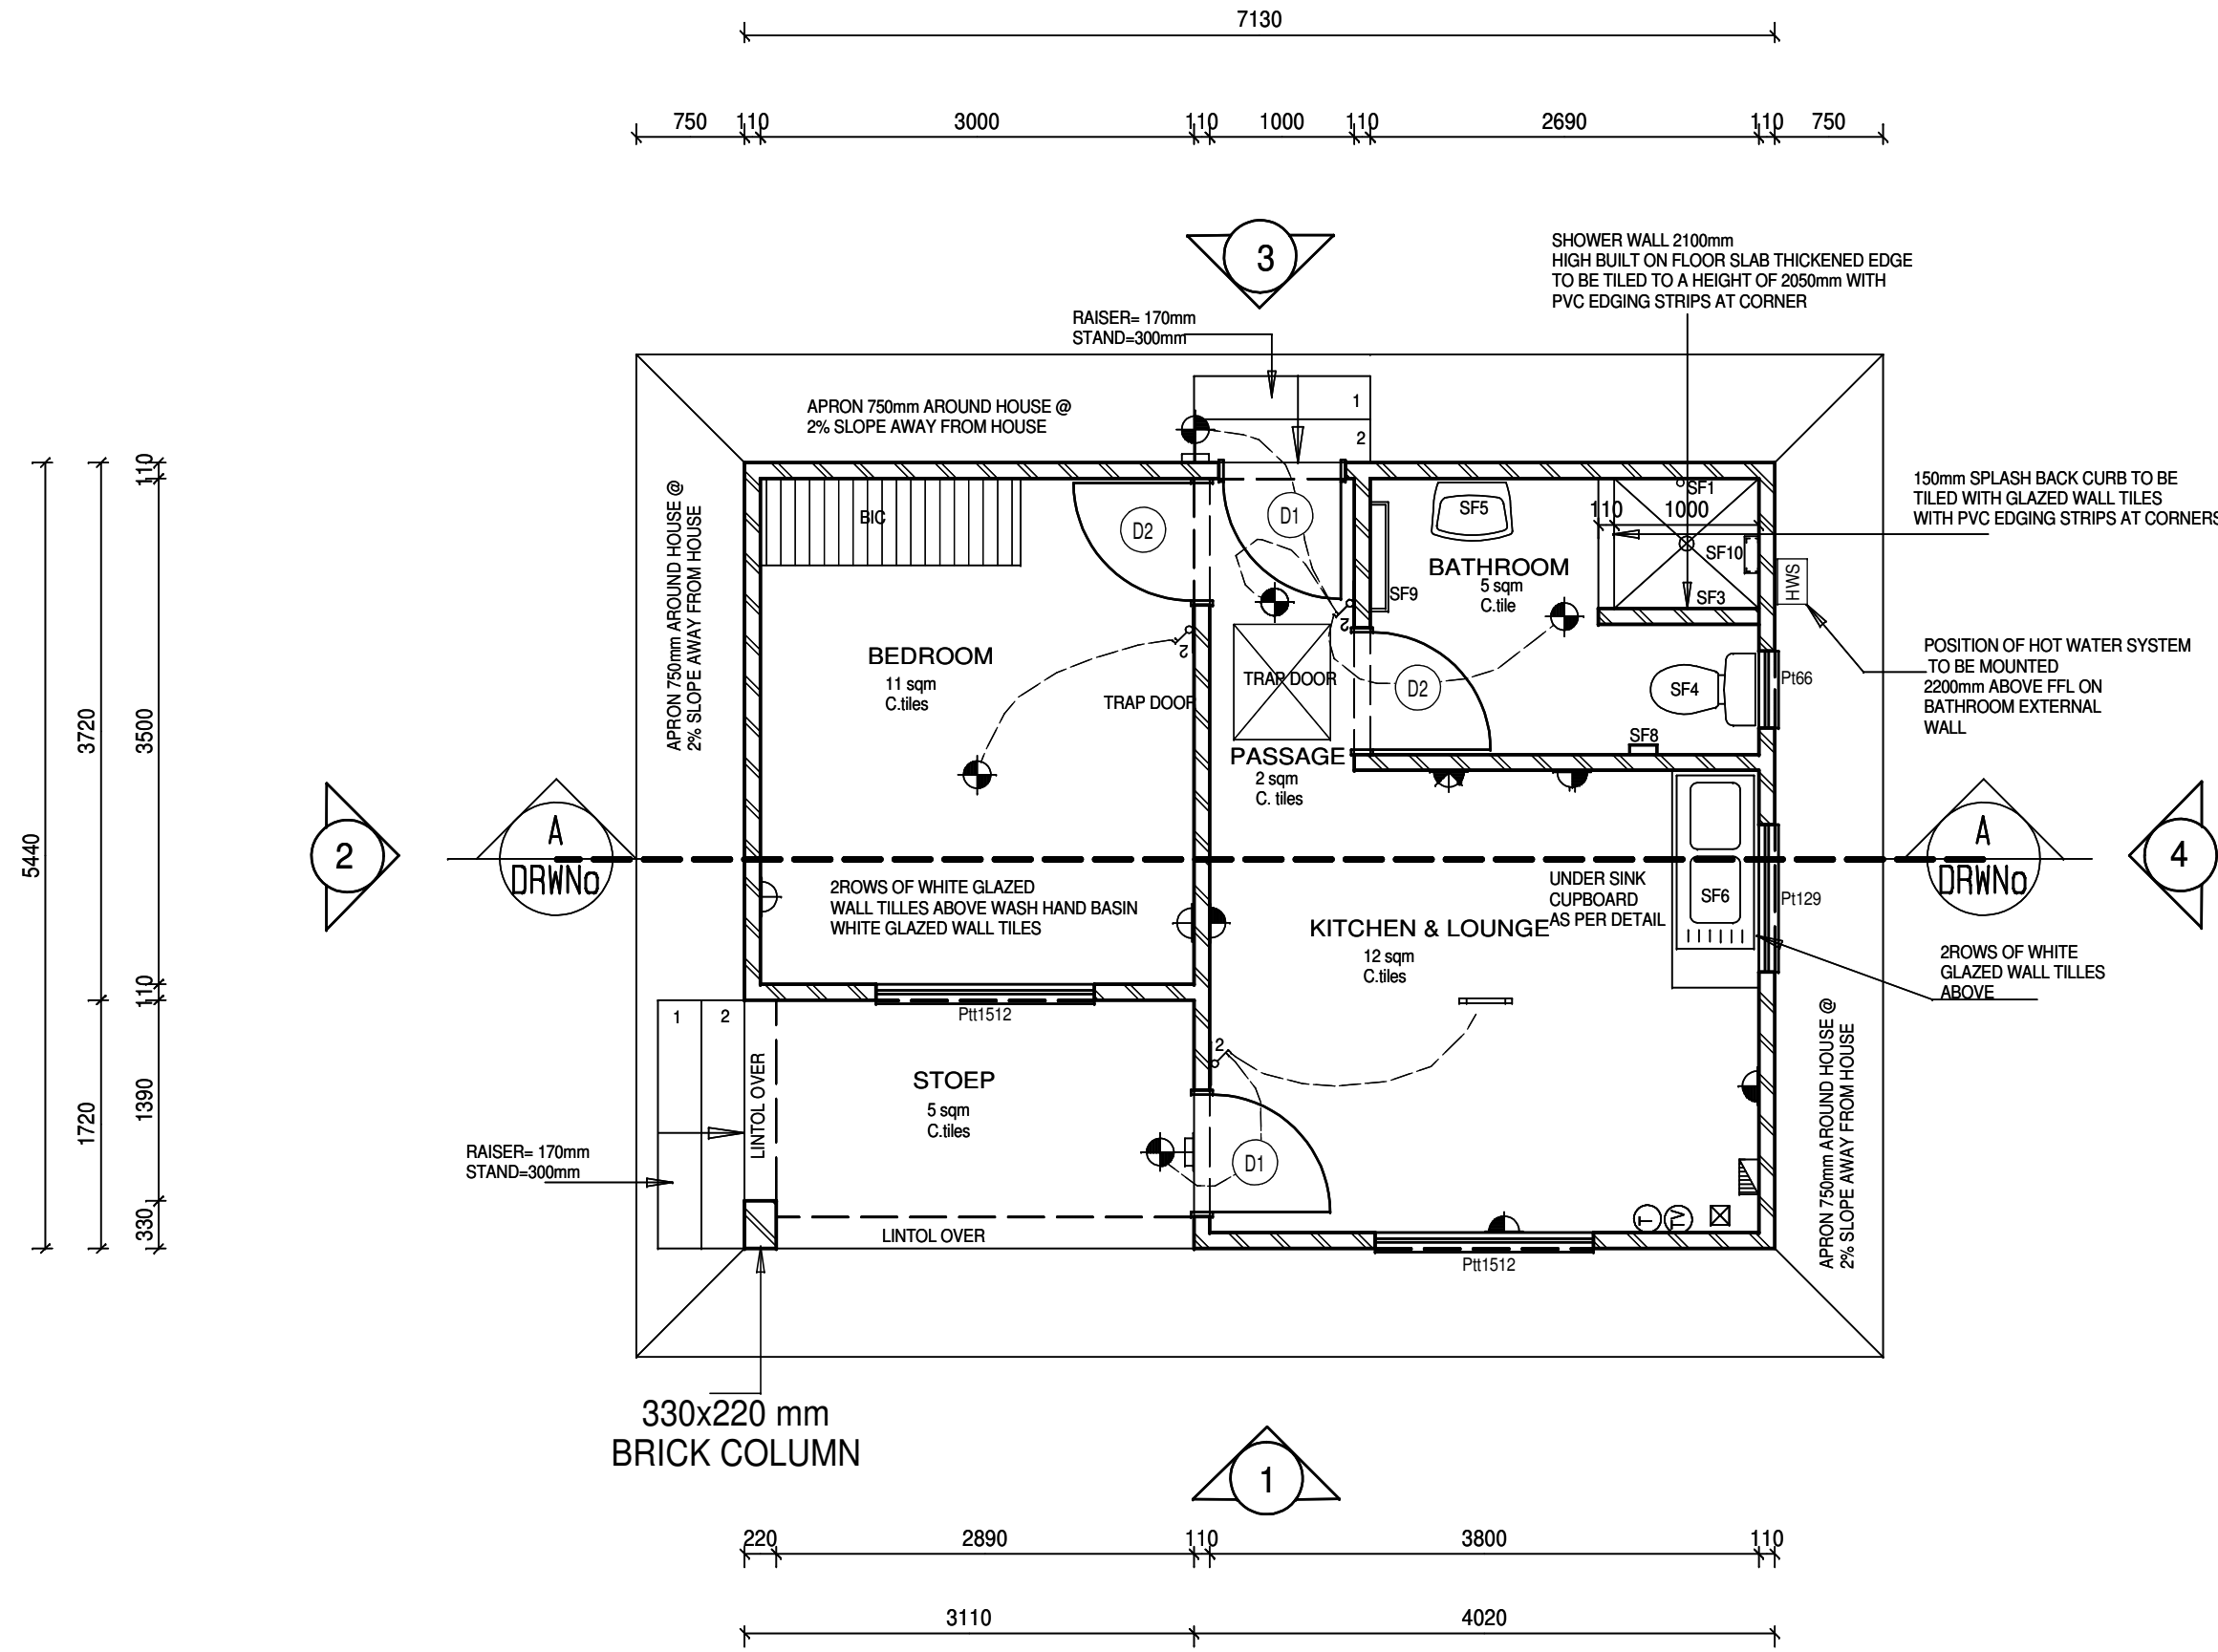 7130
750 110 3000 110 1000 110 2690 110 750
3
SHOWER WALL 2100mm
HIGH BUILT ON FLOOR SLAB THICKENED EDGE
TO BE TILED TO A HEIGHT OF 2050mm WITH
PVC EDGING STRIPS AT CORNER
RAISER= 170mm
STAND=300mm
APRON 750mm AROUND HOUSE @
2% SLOPE AWAY FROM HOUSE
1
2
150mm SPLASH BACK CURB TO BE
TILED WITH GLAZED WALL TILES
WITH PVC EDGING STRIPS AT CORNERS
APRON 750mm AROUND HOUSE @
2% SLOPE AWAY FROM HOUSE
BIC
D2
D1
SF5
SF1
110 1000
SF10
SF3
HWS
BATHROOM
5 sqm
C.tile
SF9
2
BEDROOM
11 sqm
C.tiles
2
TRAP DOOR
TRAP DOOR
D2
SF4
Pt66
SF8
POSITION OF HOT WATER SYSTEM
TO BE MOUNTED
2200mm ABOVE FFL ON
BATHROOM EXTERNAL
WALL
PASSAGE
2 sqm
C. tiles
5440
3720
1720
110
3500
110
1390
330
2
A
DRWNo
A
DRWNo
4
2ROWS OF WHITE GLAZED
WALL TILLES ABOVE WASH HAND BASIN
WHITE GLAZED WALL TILES
UNDER SINK
CUPBOARD
AS PER DETAIL
SF6
Pt129
KITCHEN & LOUNGE
12 sqm
C.tiles
2ROWS OF WHITE
GLAZED WALL TILLES
ABOVE
Ptt1512
1 2
LINTOL OVER
STOEP
5 sqm
C.tiles
2
D1
RAISER= 170mm
STAND=300mm
LINTOL OVER
T
TV
Ptt1512
APRON 750mm AROUND HOUSE @
2% SLOPE AWAY FROM HOUSE
330x220 mm
BRICK COLUMN
1
220 2890 110 3800 110
3110 4020